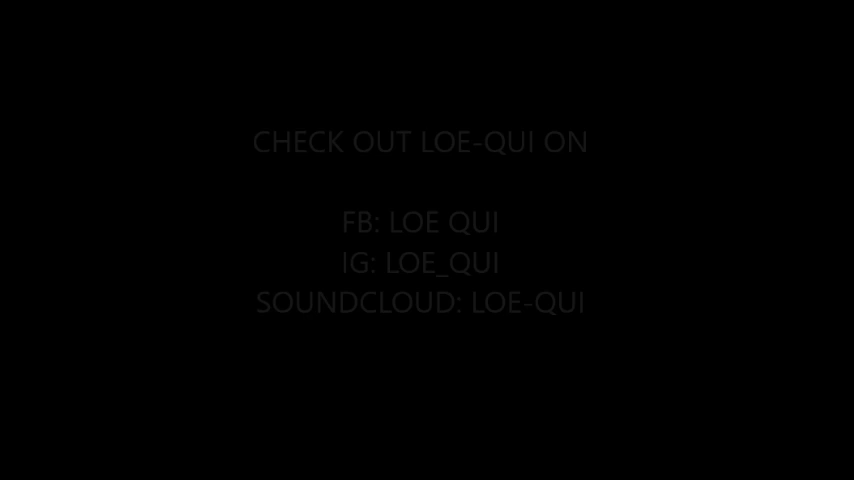 CHECK OUT LOE-QUI ON
FB: LOE QUI
IG: LOE_QUI
SOUNDCLOUD: LOE-QUI